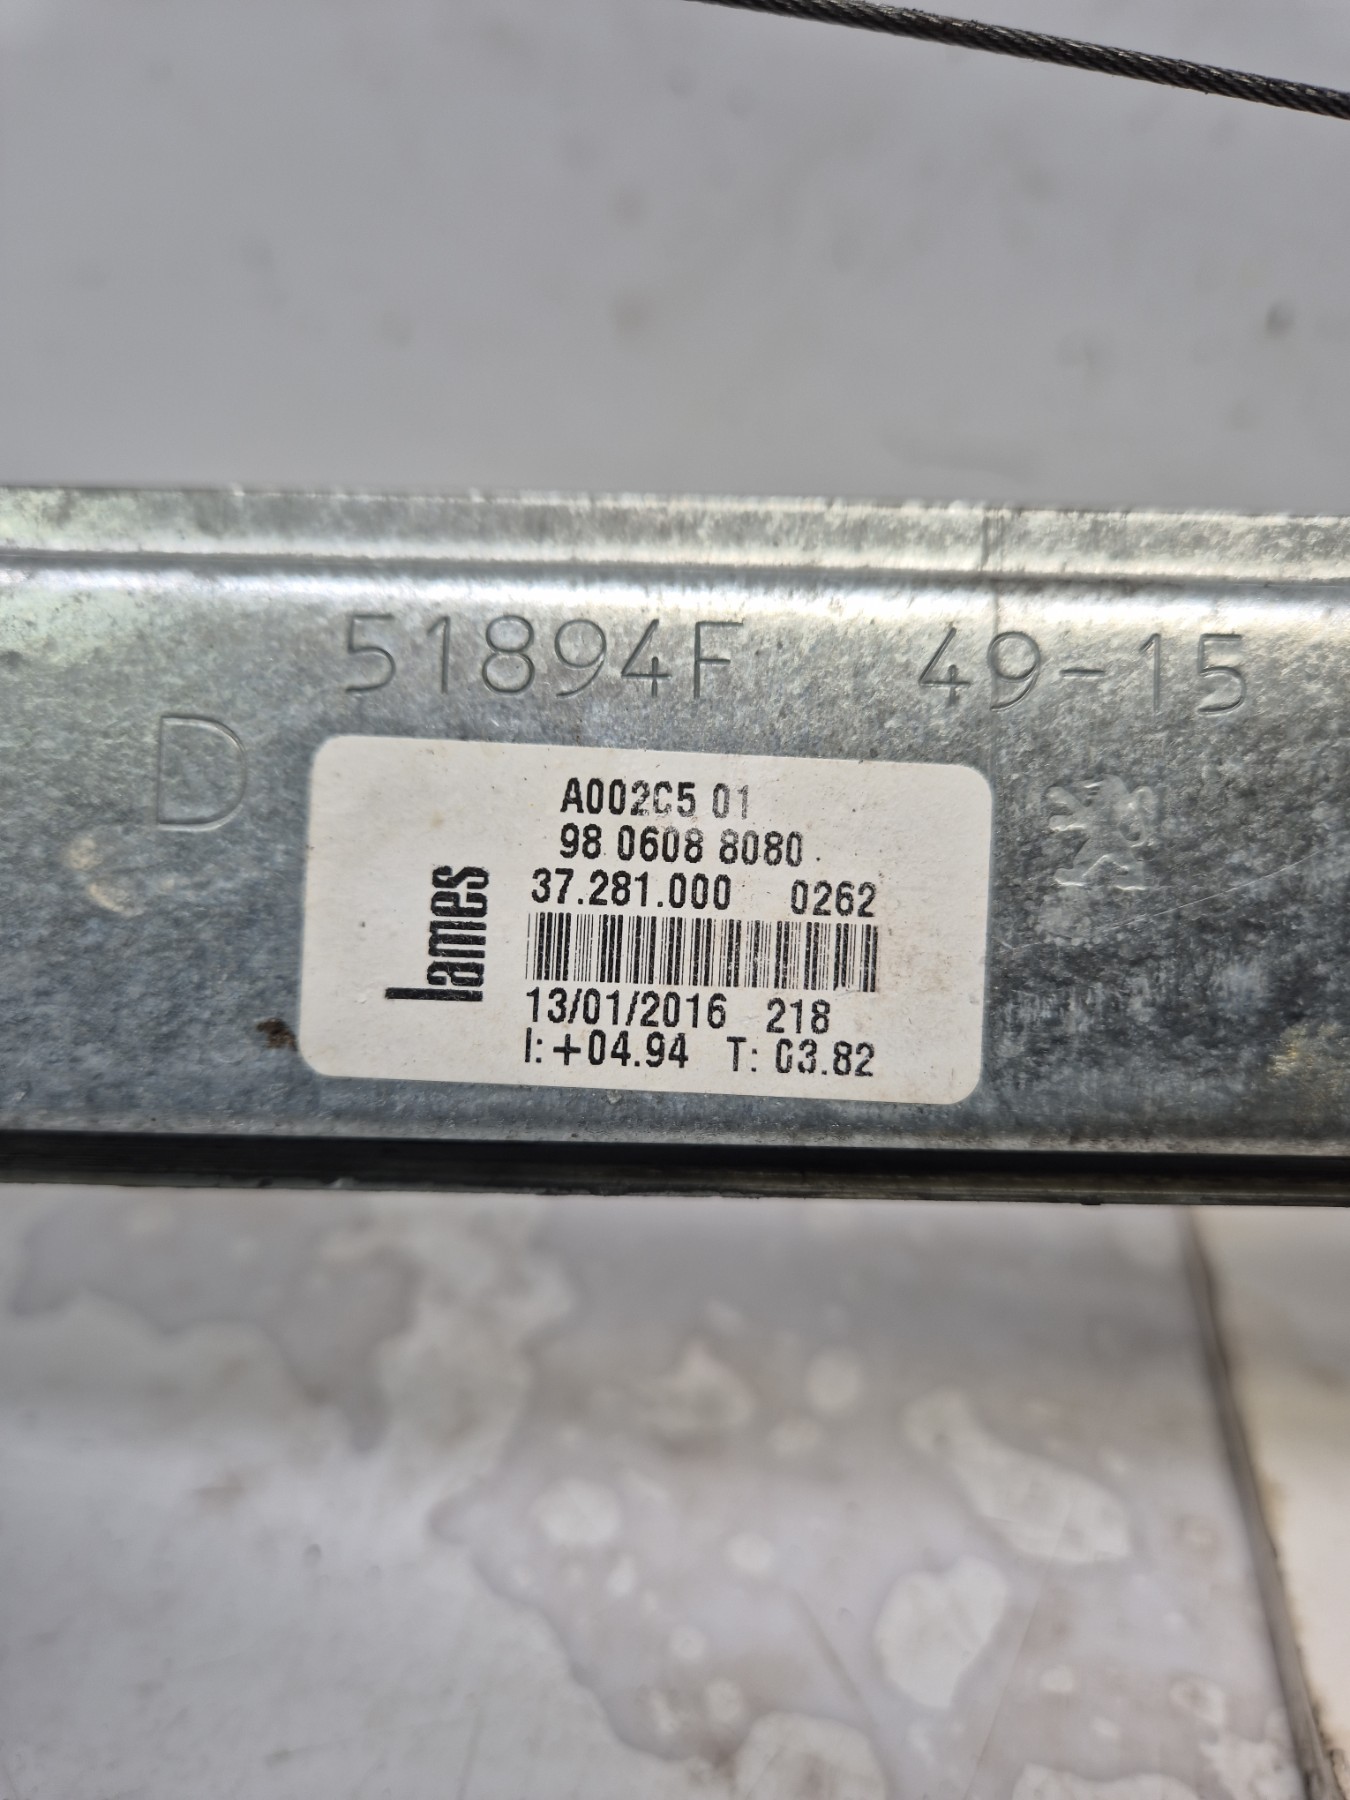 51894F 49-15
D
A002C5 01
98 0608 8080
37.281.000 0262
lames
13/01/2016 218
I: +04.94 T: 03.82